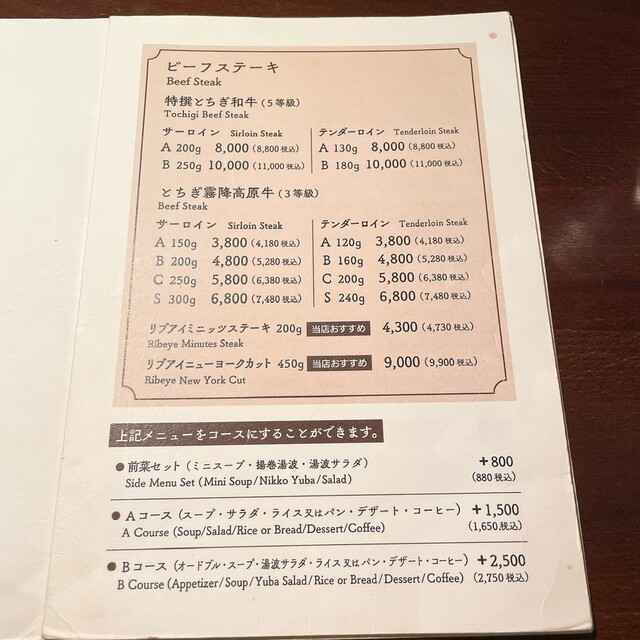 ビーフステーキ
Beef Steak
特撰とちぎ和牛（5等級）
Tochigi Beef Steak
サーロイン Sirloin Steak
A 200g 8,000（8,800税込）
B 250g 10,000（11,000税込）
テンダーロイン Tenderloin Steak
A 130g 8,000（8,800税込）
B 180g 10,000（11,000税込）
とちぎ霧降高原牛（3等級）
Beef Steak
サーロイン Sirloin Steak
A 150g 3,800（4,180税込）
B 200g 4,800（5,280税込）
C 250g 5,800（6,380税込）
S 300g 6,800（7,480税込）
テンダーロイン Tenderloin Steak
A 120g 3,800（4,180税込）
B 160g 4,800（5,280税込）
C 200g 5,800（6,380税込）
S 240g 6,800（7,480税込）
リブアイミニッツステーキ 200g 当店おすすめ 4,300（4,730税込）
Ribeye Minutes Steak
リブアイニューヨークカット 450g 当店おすすめ 9,000（9,900税込）
Ribeye New York Cut
上記メニューをコースにすることができます。
●前菜セット（ミニスープ・揚巻湯波・湯波サラダ） +800
Side Menu Set (Mini Soup/Nikko Yuba/Salad) （880税込）
●Aコース（スープ・サラダ・ライス又はパン・デザート・コーヒー） +1,500
A Course (Soup/Salad/Rice or Bread/Dessert/Coffee) （1,650税込）
●Bコース（オードブル・スープ・湯波サラダ・ライス又はパン・デザート・コーヒー） +2,500
B Course (Appetizer/Soup/Yuba Salad/Rice or Bread/Dessert/Coffee) （2,750税込）